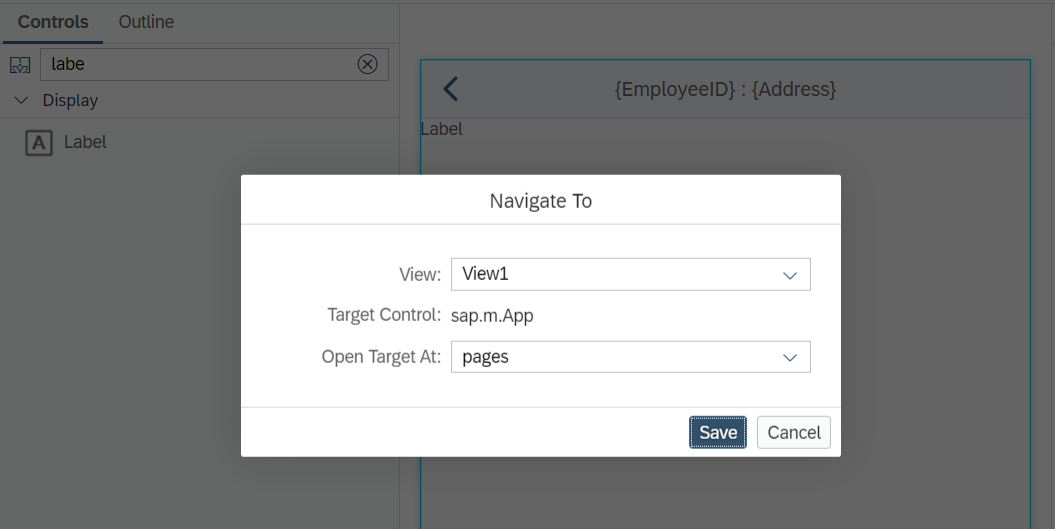 Controls Outline
labe
Display
A Label
{EmployeeID} : {Address}
Label
Navigate To
View: View1
Target Control: sap.m.App
Open Target At: pages
Save Cancel